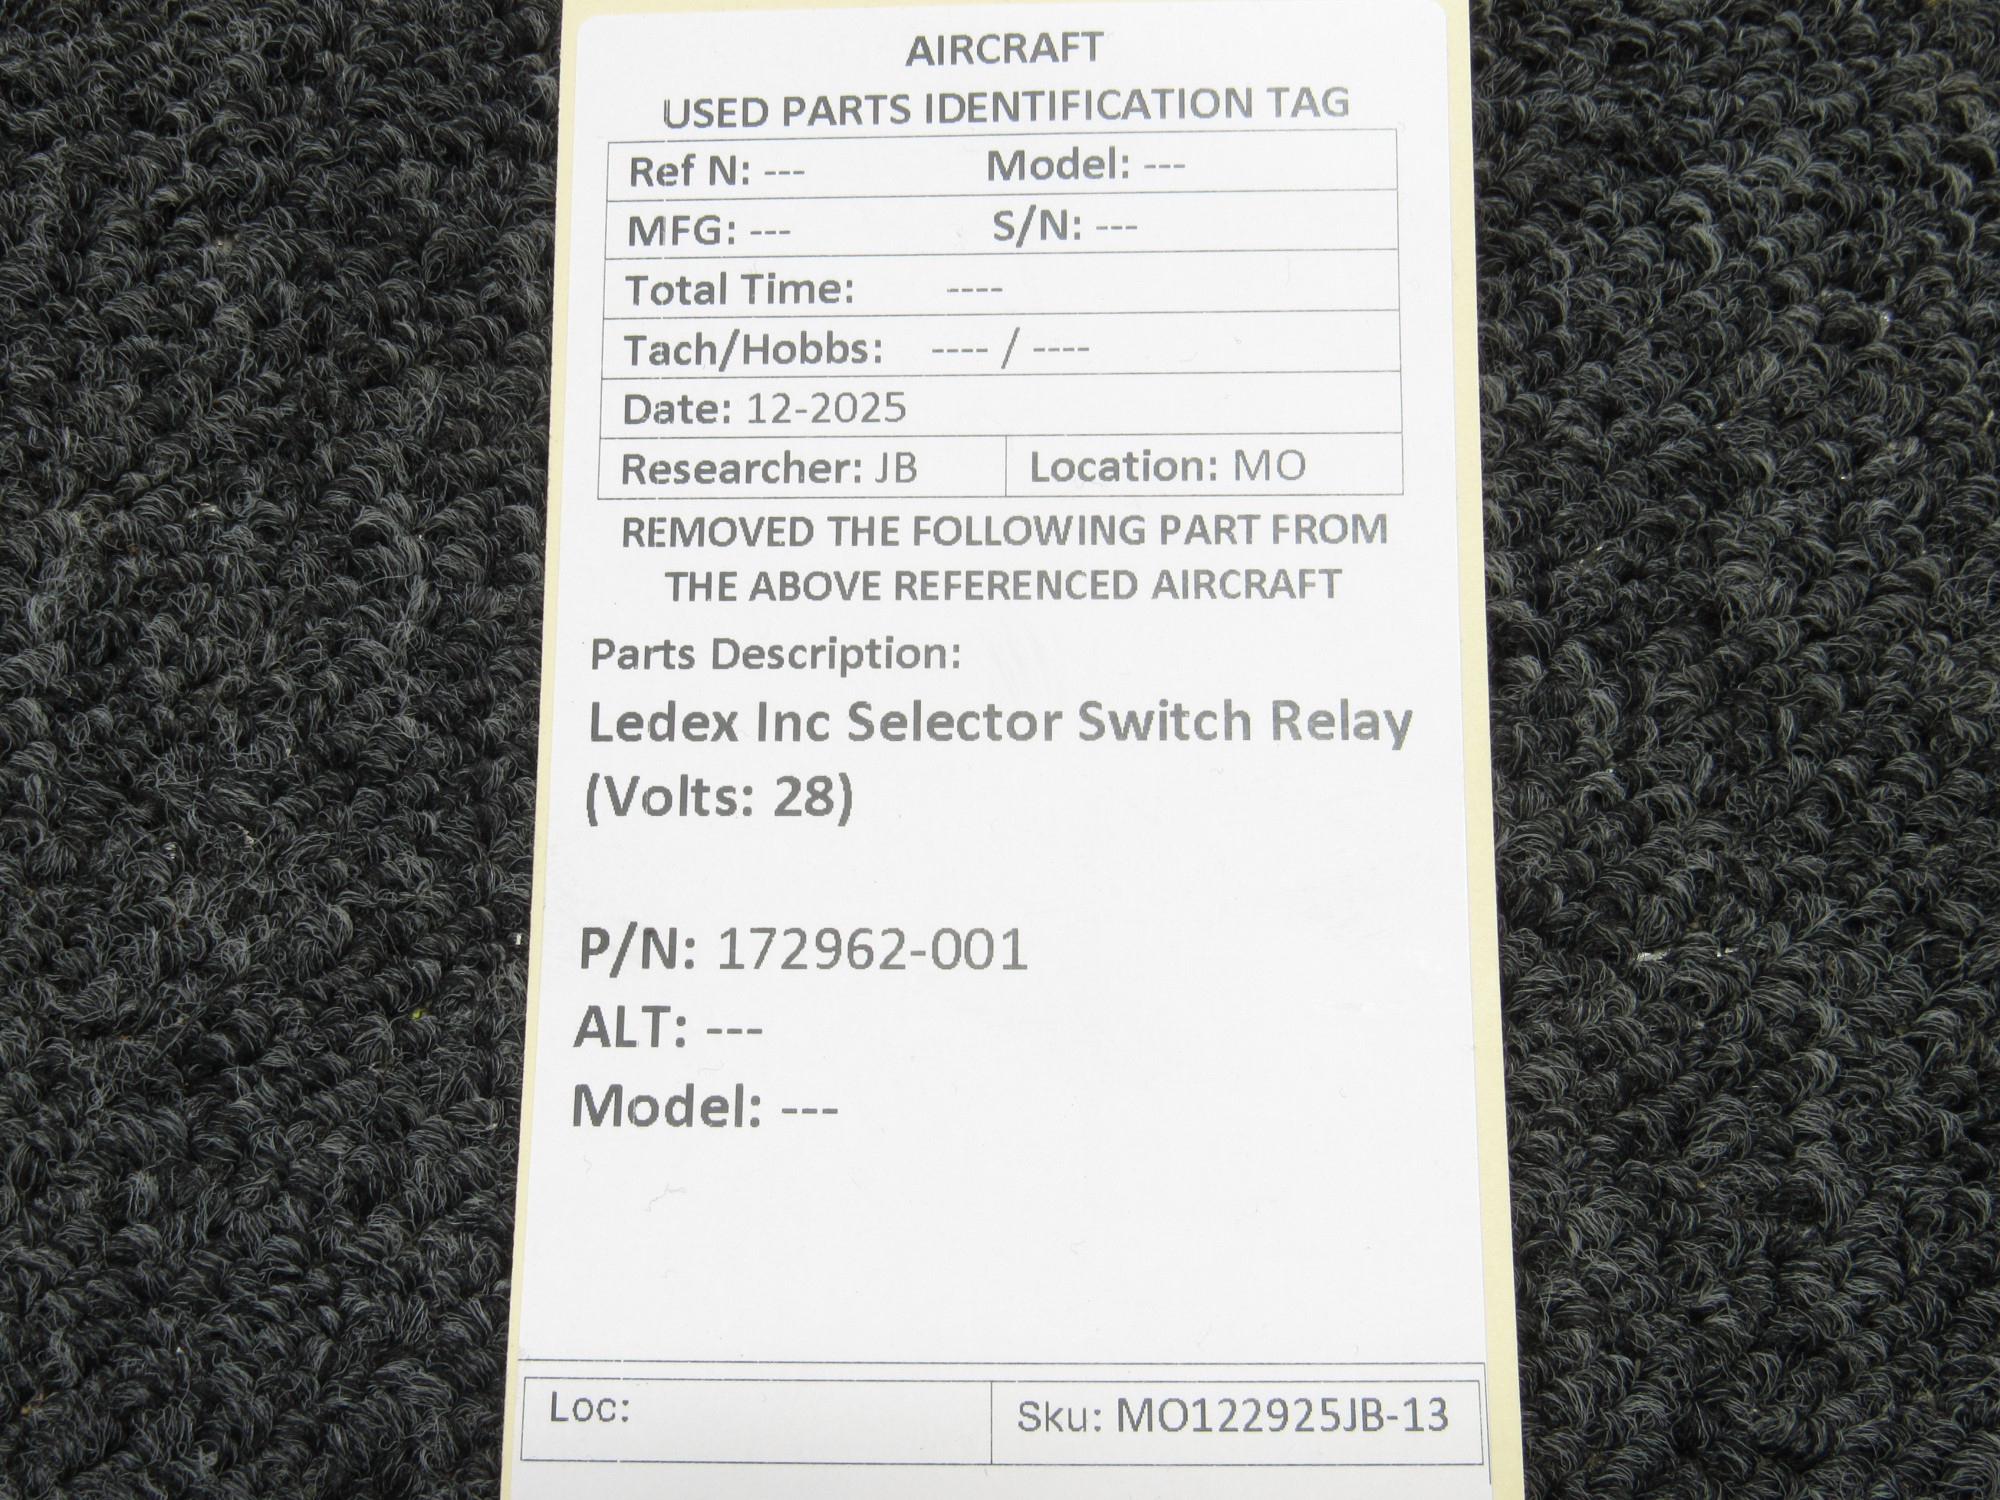 AIRCRAFT
USED PARTS IDENTIFICATION TAG
Ref N: --- Model: ---
MFG: --- S/N: ---
Total Time: ----
Tach/Hobbs: ---- / ----
Date: 12-2025
Researcher: JB Location: MO
REMOVED THE FOLLOWING PART FROM
THE ABOVE REFERENCED AIRCRAFT
Parts Description:
Ledex Inc Selector Switch Relay
(Volts: 28)
P/N: 172962-001
ALT: ---
Model: ---
Loc: Sku: MO122925JB-13